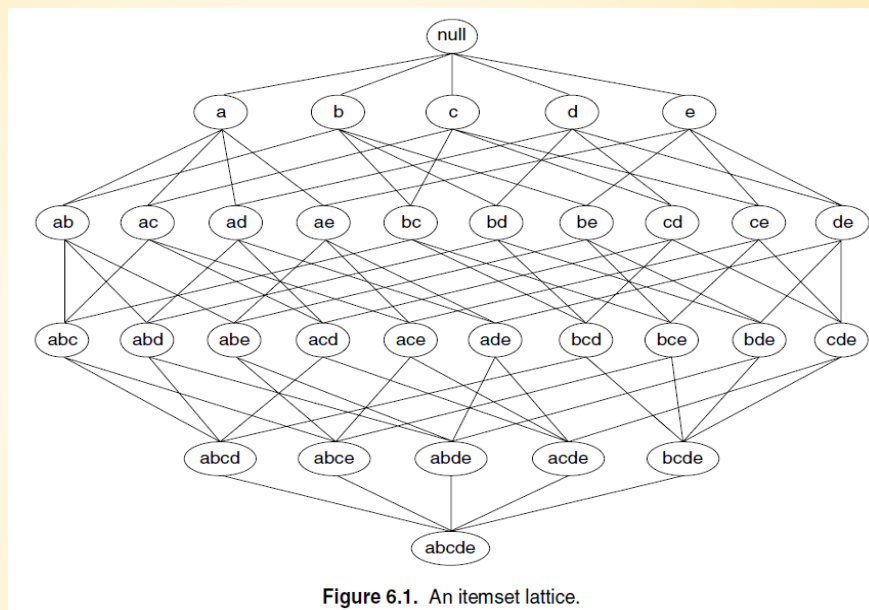 null
a b c d e
ab ac ad ae bc bd be cd ce de
abc abd abe acd ace ade bcd bce bde cde
abcd abce abde acde bcde
abcde
Figure 6.1. An itemset lattice.